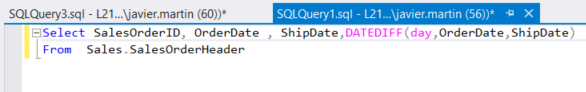 SQLQuery3.sql - L21...\javier.martin (60))* SQLQuery1.sql - L21...\javier.martin (56))*
Select SalesOrderID, OrderDate , ShipDate,DATEDIFF(day,OrderDate,ShipDate)
From Sales.SalesOrderHeader